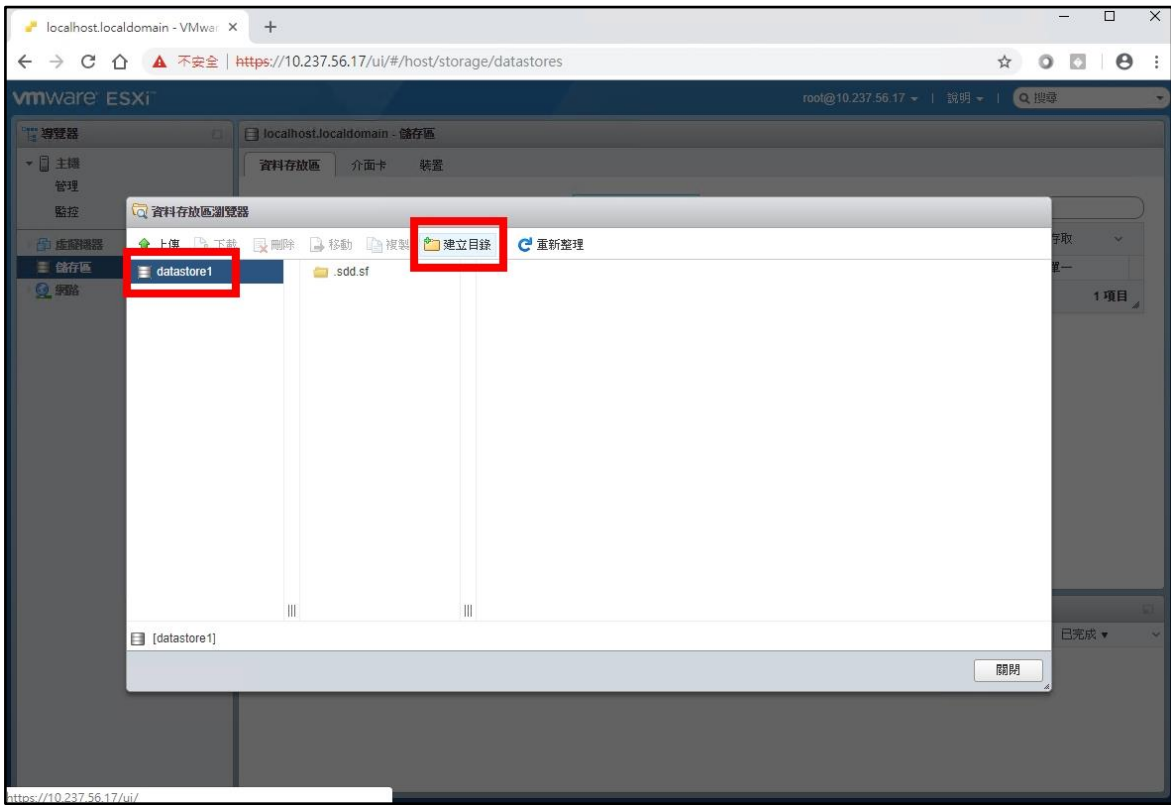 localhost.localdomain - VMwar
不安全 | https://10.237.56.17/ui/#/host/storage/datastores
vmware ESXi™
root@10.237.56.17 | 說明 | 搜尋
導覽器
localhost.localdomain - 儲存區
主機
資料存放區 介面卡 裝置
管理
監控
資料存放區瀏覽器
虛擬機器
上傳 下載 刪除 移動 複製 建立目錄 重新整理
存取
儲存區
datastore1 .sdd.sf
單一
網路
1 項目
[datastore1]
已完成
關閉
https://10.237.56.17/ui/